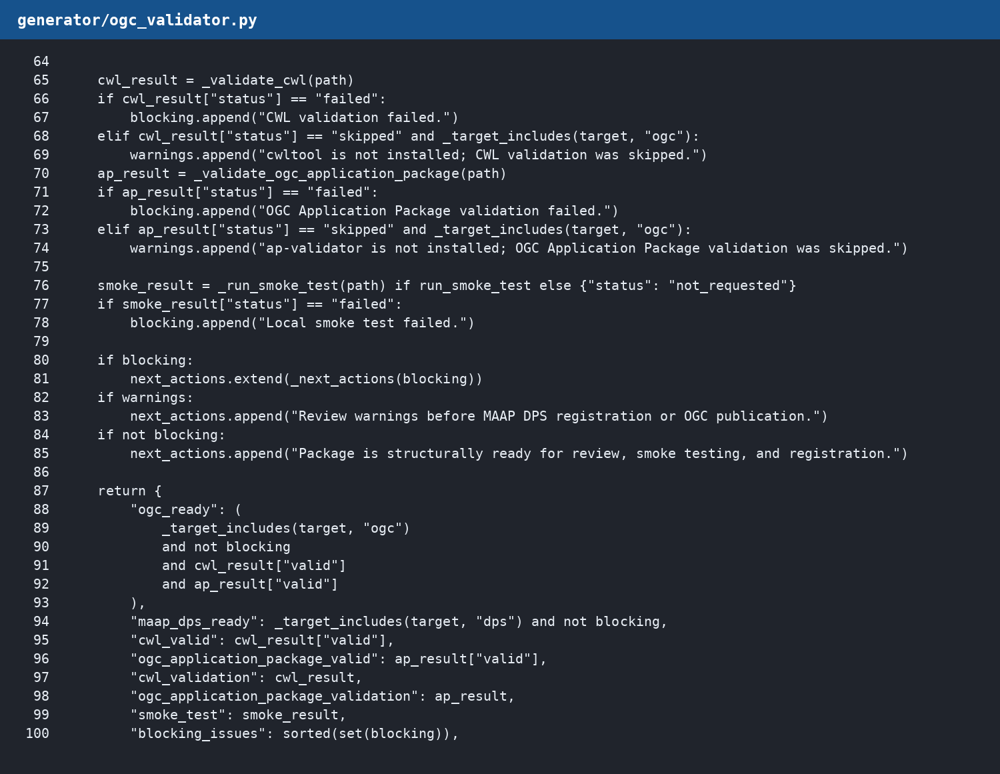 generator/ogc_validator.py
64
65      cwl_result = _validate_cwl(path)
66      if cwl_result["status"] == "failed":
67          blocking.append("CWL validation failed.")
68      elif cwl_result["status"] == "skipped" and _target_includes(target, "ogc"):
69          warnings.append("cwltool is not installed; CWL validation was skipped.")
70      ap_result = _validate_ogc_application_package(path)
71      if ap_result["status"] == "failed":
72          blocking.append("OGC Application Package validation failed.")
73      elif ap_result["status"] == "skipped" and _target_includes(target, "ogc"):
74          warnings.append("ap-validator is not installed; OGC Application Package validation was skipped.")
75
76      smoke_result = _run_smoke_test(path) if run_smoke_test else {"status": "not_requested"}
77      if smoke_result["status"] == "failed":
78          blocking.append("Local smoke test failed.")
79
80      if blocking:
81          next_actions.extend(_next_actions(blocking))
82      if warnings:
83          next_actions.append("Review warnings before MAAP DPS registration or OGC publication.")
84      if not blocking:
85          next_actions.append("Package is structurally ready for review, smoke testing, and registration.")
86
87      return {
88          "ogc_ready": (
89              _target_includes(target, "ogc")
90              and not blocking
91              and cwl_result["valid"]
92              and ap_result["valid"]
93          ),
94          "maap_dps_ready": _target_includes(target, "dps") and not blocking,
95          "cwl_valid": cwl_result["valid"],
96          "ogc_application_package_valid": ap_result["valid"],
97          "cwl_validation": cwl_result,
98          "ogc_application_package_validation": ap_result,
99          "smoke_test": smoke_result,
100          "blocking_issues": sorted(set(blocking)),